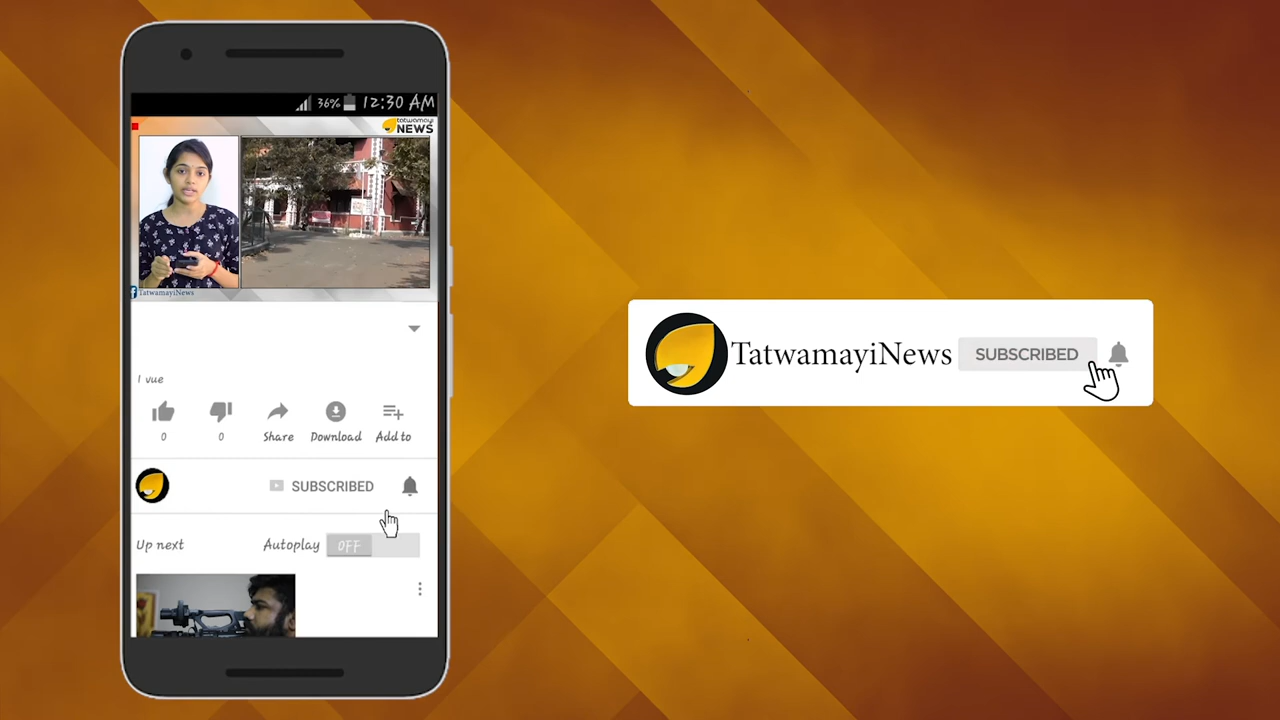 36% 12:30 AM
tatwamayi
NEWS
f TatwamayiNews
1 vue
0 0 Share Download Add to
SUBSCRIBED
Up next Autoplay OFF
TatwamayiNews SUBSCRIBED